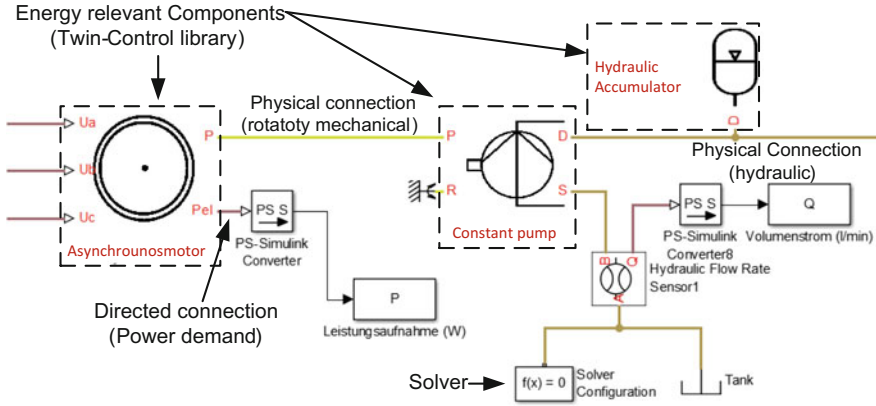 Energy relevant Components
(Twin-Control library)
Hydraulic
Accumulator
O
Physical connection
(rotatoty mechanical)
Ua
Ub
Uc
P
Pel
Asynchrounosmotor
PS S
PS-Simulink
Converter
P
R
D
S
Constant pump
Physical Connection
(hydraulic)
PS S
PS-Simulink
Converter8
Q
Volumenstrom (l/min)
B
Q
A
Hydraulic Flow Rate
Sensor1
Directed connection
(Power demand)
P
Leistungsaufnahme (W)
Solver
f(x) = 0
Solver
Configuration
Tank